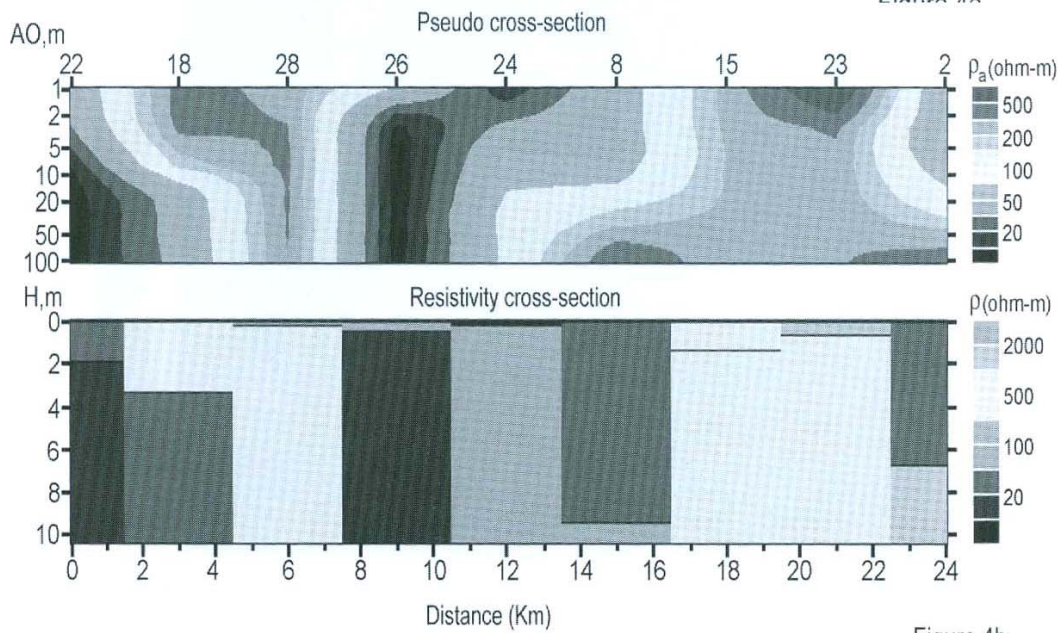 Pseudo cross-section
AO,m
22 18 28 26 24 8 15 23 2
ρa(ohm-m)
1
2
5
10
20
50
100
500
200
100
50
20
H,m
Resistivity cross-section
ρ(ohm-m)
0
2
4
6
8
10
2000
500
100
20
0 2 4 6 8 10 12 14 16 18 20 22 24
Distance (Km)